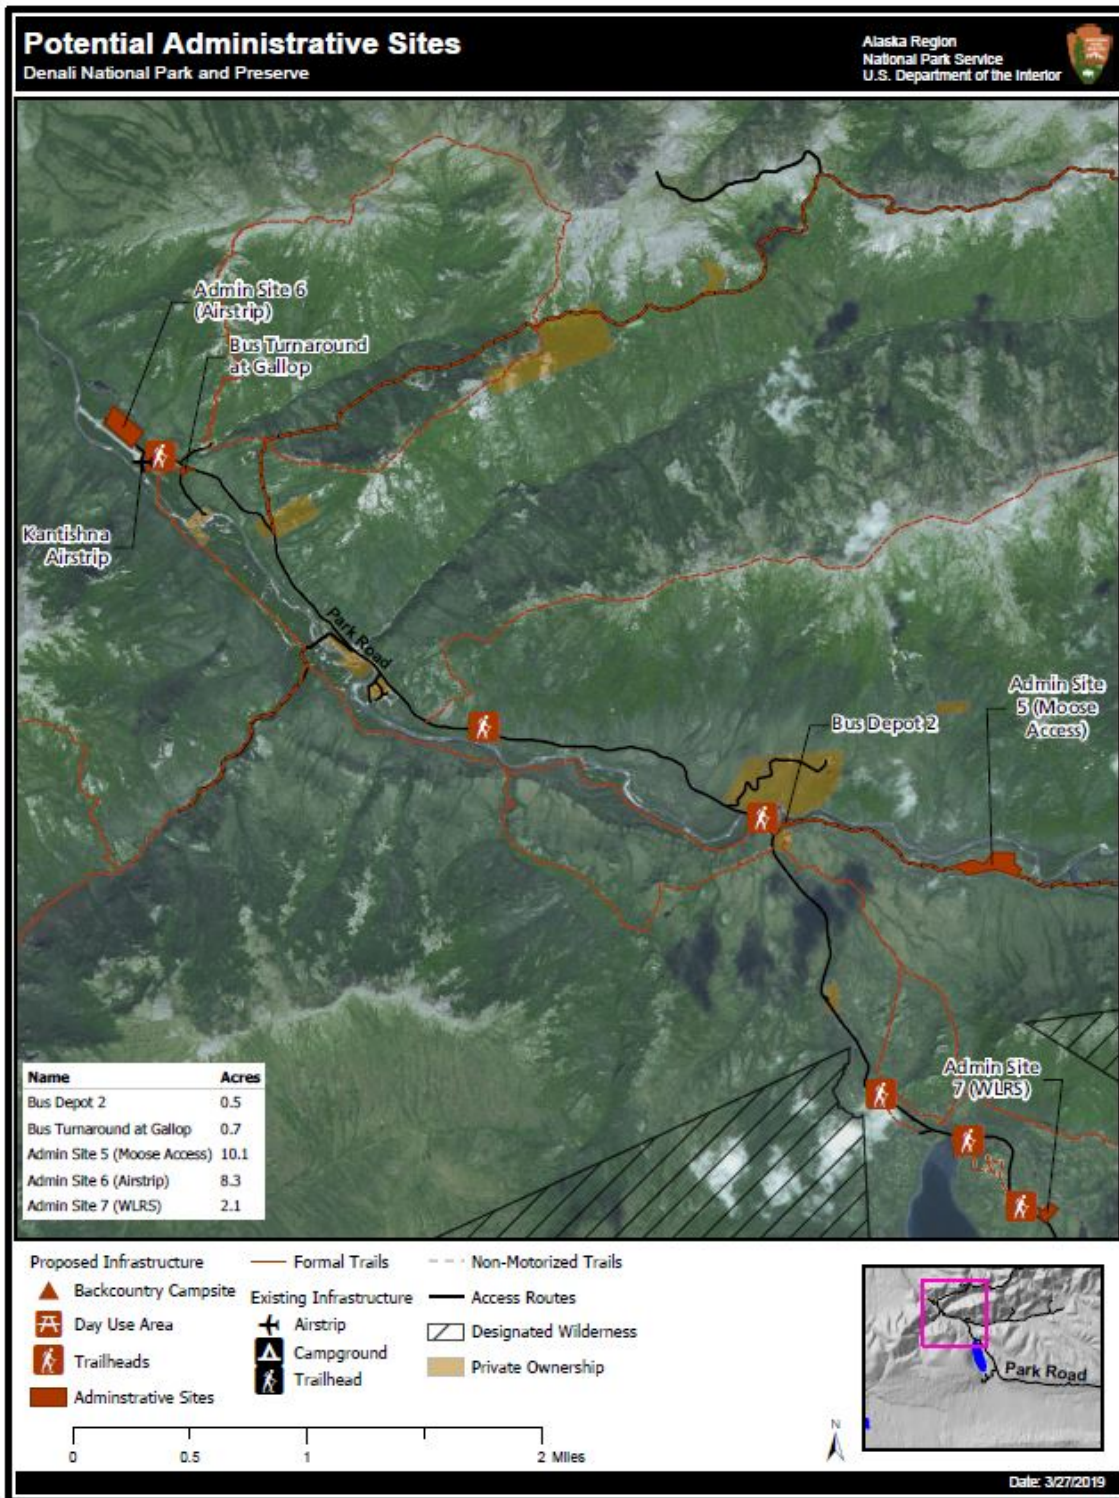 Potential Administrative Sites
Denali National Park and Preserve
Alaska Region
National Park Service
U.S. Department of the Interior
Admin Site 6
(Airstrip)
Bus Turnaround
at Gallop
Kantishna
Airstrip
Park Road
Admin Site
5 (Moose
Access)
Bus Depot 2
Admin Site
7 (WLRS)
Name Acres
Bus Depot 2 0.5
Bus Turnaround at Gallop 0.7
Admin Site 5 (Moose Access) 10.1
Admin Site 6 (Airstrip) 8.3
Admin Site 7 (WLRS) 2.1
Proposed Infrastructure
Backcountry Campsite
Day Use Area
Trailheads
Adminstrative Sites
Formal Trails
Existing Infrastructure
Airstrip
Campground
Trailhead
Non-Motorized Trails
Access Routes
Designated Wilderness
Private Ownership
0 0.5 1 2 Miles
N
Park Road
Date: 3/27/2019